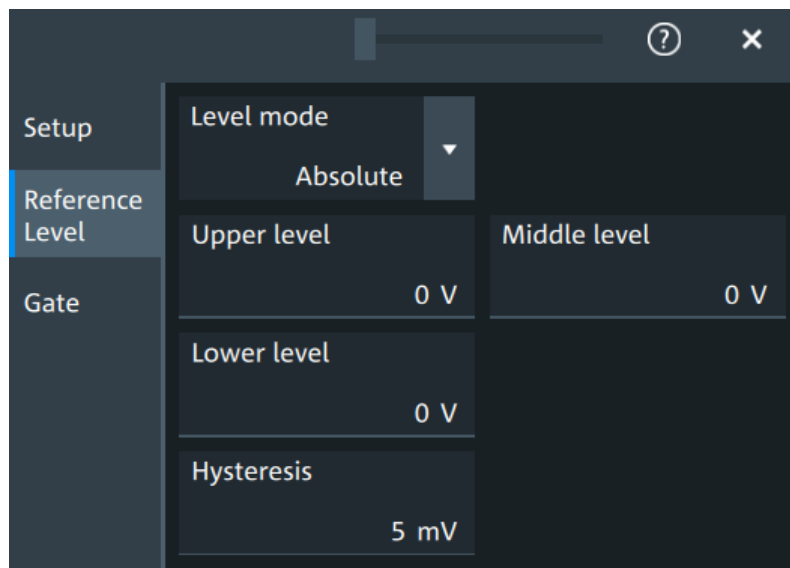 ?
Setup
Reference
Level
Gate
Level mode
Absolute
Upper level
0 V
Middle level
0 V
Lower level
0 V
Hysteresis
5 mV